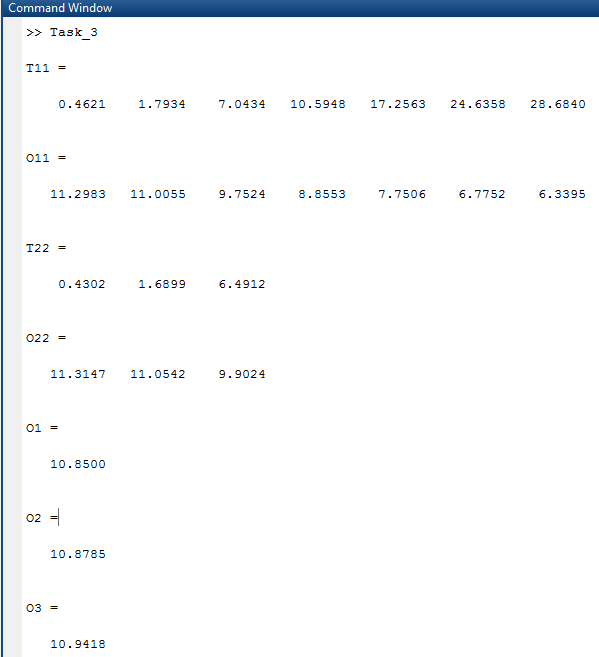 Command Window
>> Task_3
T11 =
0.4621 1.7934 7.0434 10.5948 17.2563 24.6358 28.6840
O11 =
11.2983 11.0055 9.7524 8.8553 7.7506 6.7752 6.3395
T22 =
0.4302 1.6899 6.4912
O22 =
11.3147 11.0542 9.9024
O1 =
10.8500
O2 =
10.8785
O3 =
10.9418